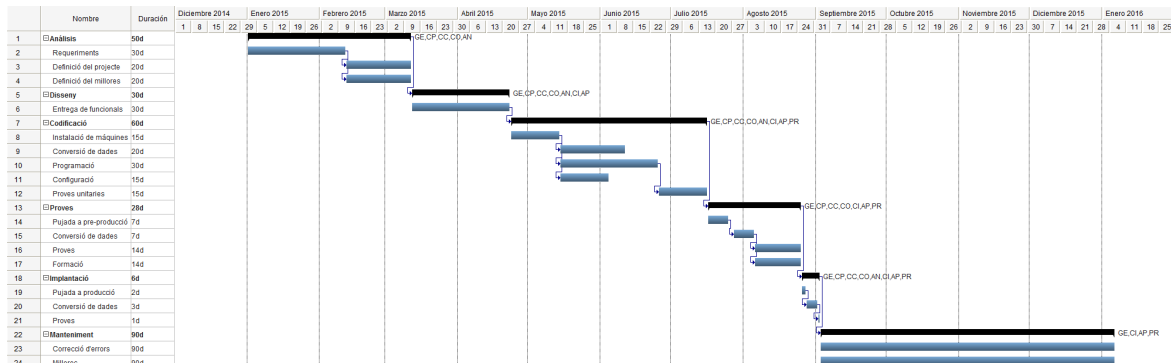 Nombre Duración
Diciembre 2014 Enero 2015 Febrero 2015 Marzo 2015 Abril 2015 Mayo 2015 Junio 2015 Julio 2015 Agosto 2015 Septiembre 2015 Octubre 2015 Noviembre 2015 Diciembre 2015 Enero 2016
1 8 15 22 29 5 12 19 26 2 9 16 23 2 9 16 23 30 6 13 20 27 4 11 18 25 1 8 15 22 29 6 13 20 27 3 10 17 24 31 7 14 21 28 5 12 19 26 2 9 16 23 30 7 14 21 28 4 11 18 25
1 Análisis 50d GE,CP,CC,CO,AN
2 Requeriments 30d
3 Definició del projecte 20d
4 Definició del millores 20d
5 Disseny 30d GE,CP,CC,CO,AN,CI,AP
6 Entrega de funcionals 30d
7 Codificació 60d GE,CP,CC,CO,AN,CI,AP,PR
8 Instalació de máquines 15d
9 Conversió de dades 20d
10 Programació 30d
11 Configuració 15d
12 Proves unitaries 15d
13 Proves 28d GE,CP,CC,CO,CI,AP,PR
14 Pujada a pre-producció 7d
15 Conversió de dades 7d
16 Proves 14d
17 Formació 14d
18 Implantació 6d GE,CP,CC,CO,AN,CI,AP,PR
19 Pujada a producció 2d
20 Conversió de dades 3d
21 Proves 1d
22 Manteniment 90d GE,CI,AP,PR
23 Correcció d'errors 90d
24 Millores 90d